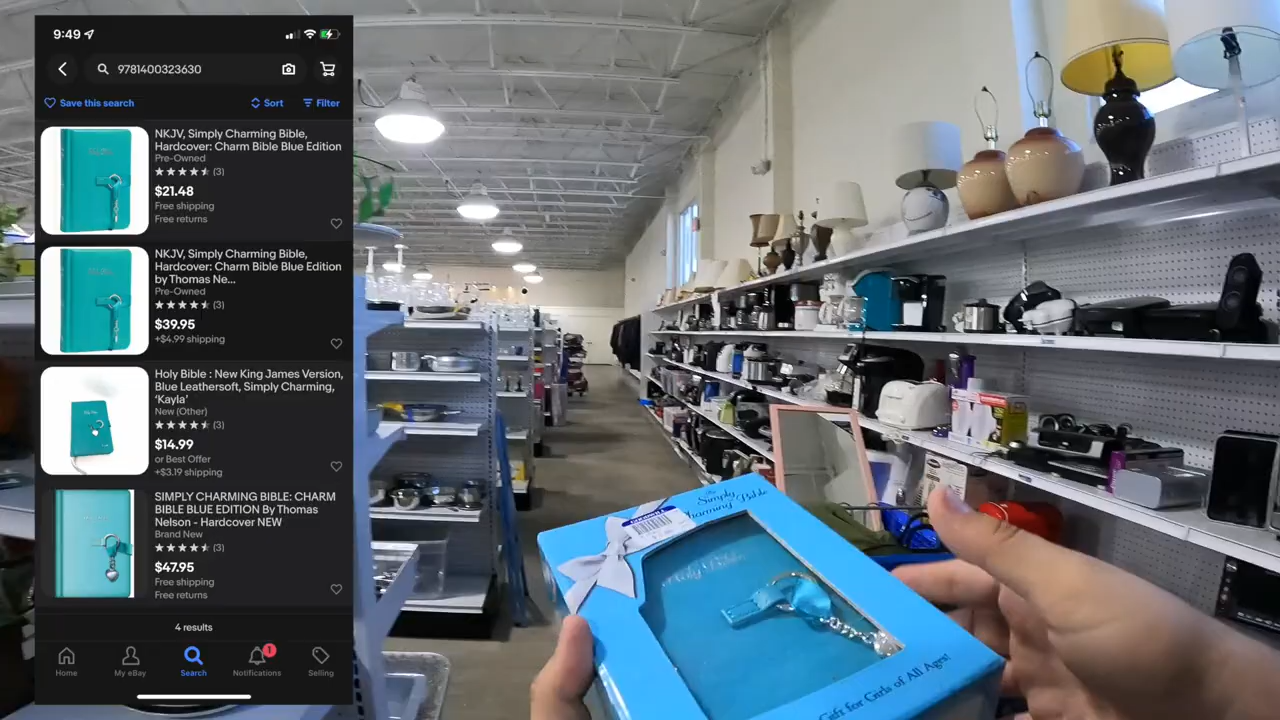 9:49
9781400323630
Save this search
Sort
Filter
NKJV, Simply Charming Bible,
Hardcover: Charm Bible Blue Edition
Pre-Owned
(3)
$21.48
Free shipping
Free returns
NKJV, Simply Charming Bible,
Hardcover: Charm Bible Blue Edition
by Thomas Ne...
Pre-Owned
(3)
$39.95
+$4.99 shipping
Holy Bible : New King James Version,
Blue Leathersoft, Simply Charming,
‘Kayla’
New (Other)
(3)
$14.99
or Best Offer
+$3.19 shipping
SIMPLY CHARMING BIBLE: CHARM
BIBLE BLUE EDITION By Thomas
Nelson - Hardcover NEW
Brand New
(3)
$47.95
Free shipping
Free returns
4 results
1
Home
My eBay
Search
Notifications
Selling
The
Simply
Charming Bible
Holy Bible
Gift for Girls of All Ages!